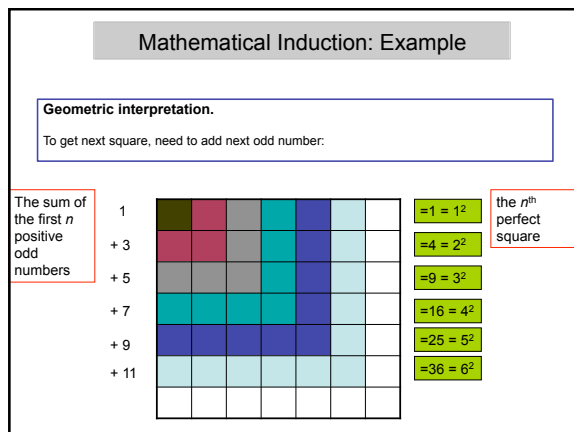 Mathematical Induction: Example
Geometric interpretation.
To get next square, need to add next odd number:
The sum of
the first n
positive
odd
numbers
1
+ 3
+ 5
+ 7
+ 9
+ 11
=1 = 1²
=4 = 2²
=9 = 3²
=16 = 4²
=25 = 5²
=36 = 6²
the nᵗʰ
perfect
square